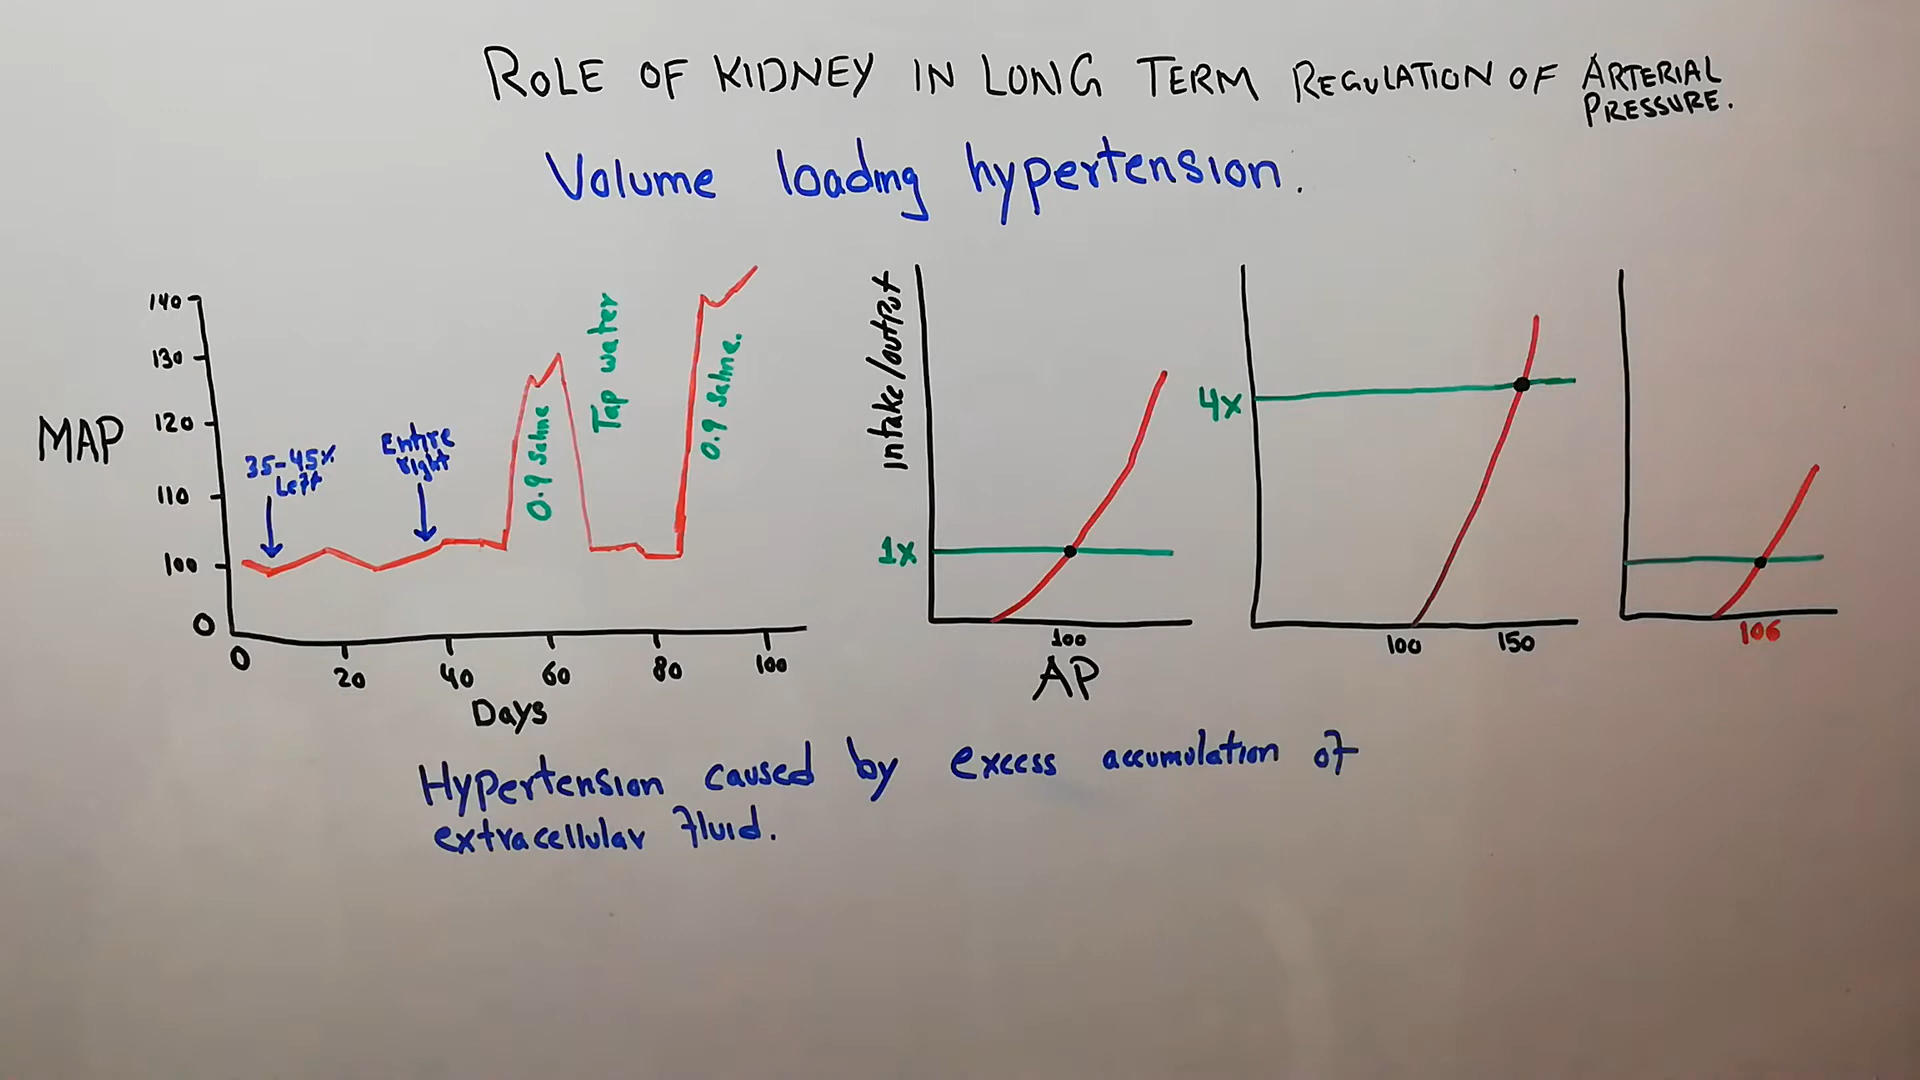 ROLE OF KIDNEY IN LONG TERM REGULATION OF ARTERIAL
PRESSURE.
Volume loading hypertension.
MAP
140
130
120
110
100
0
35-45%
Left
Entire
right
0.9 Saline
Tap water
0.9 Saline.
0
20
40
60
80
100
Days
Intake/output
1x
100
AP
4x
100
150
106
Hypertension caused by excess accumulation of
extracellular fluid.